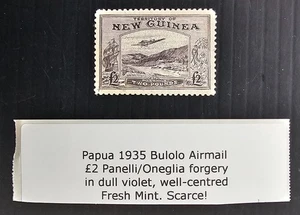 TERRITORY OF
NEW GUINEA
£2 £2
TWO POUNDS
Papua 1935 Bulolo Airmail
£2 Panelli/Oneglia forgery
in dull violet, well-centred
Fresh Mint. Scarce!